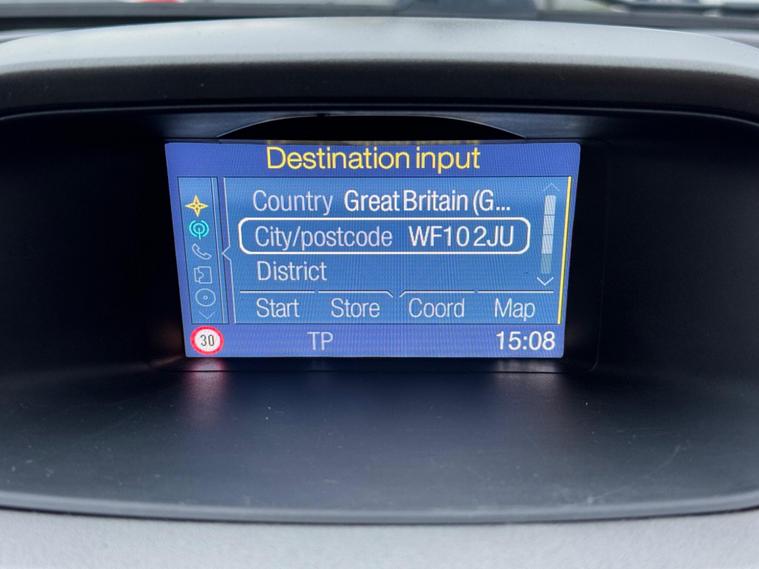 Destination input
Country Great Britain (G...
City/postcode WF10 2JU
District
Start Store Coord Map
30 TP 15:08